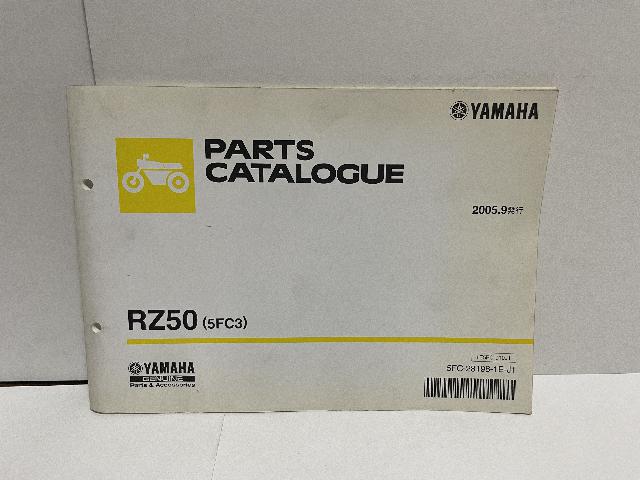 YAMAHA
PARTS
CATALOGUE
2005.9発行
RZ50 (5FC3)
YAMAHA
GENUINE
Parts & Accessories
5FC-28198-1E-J1